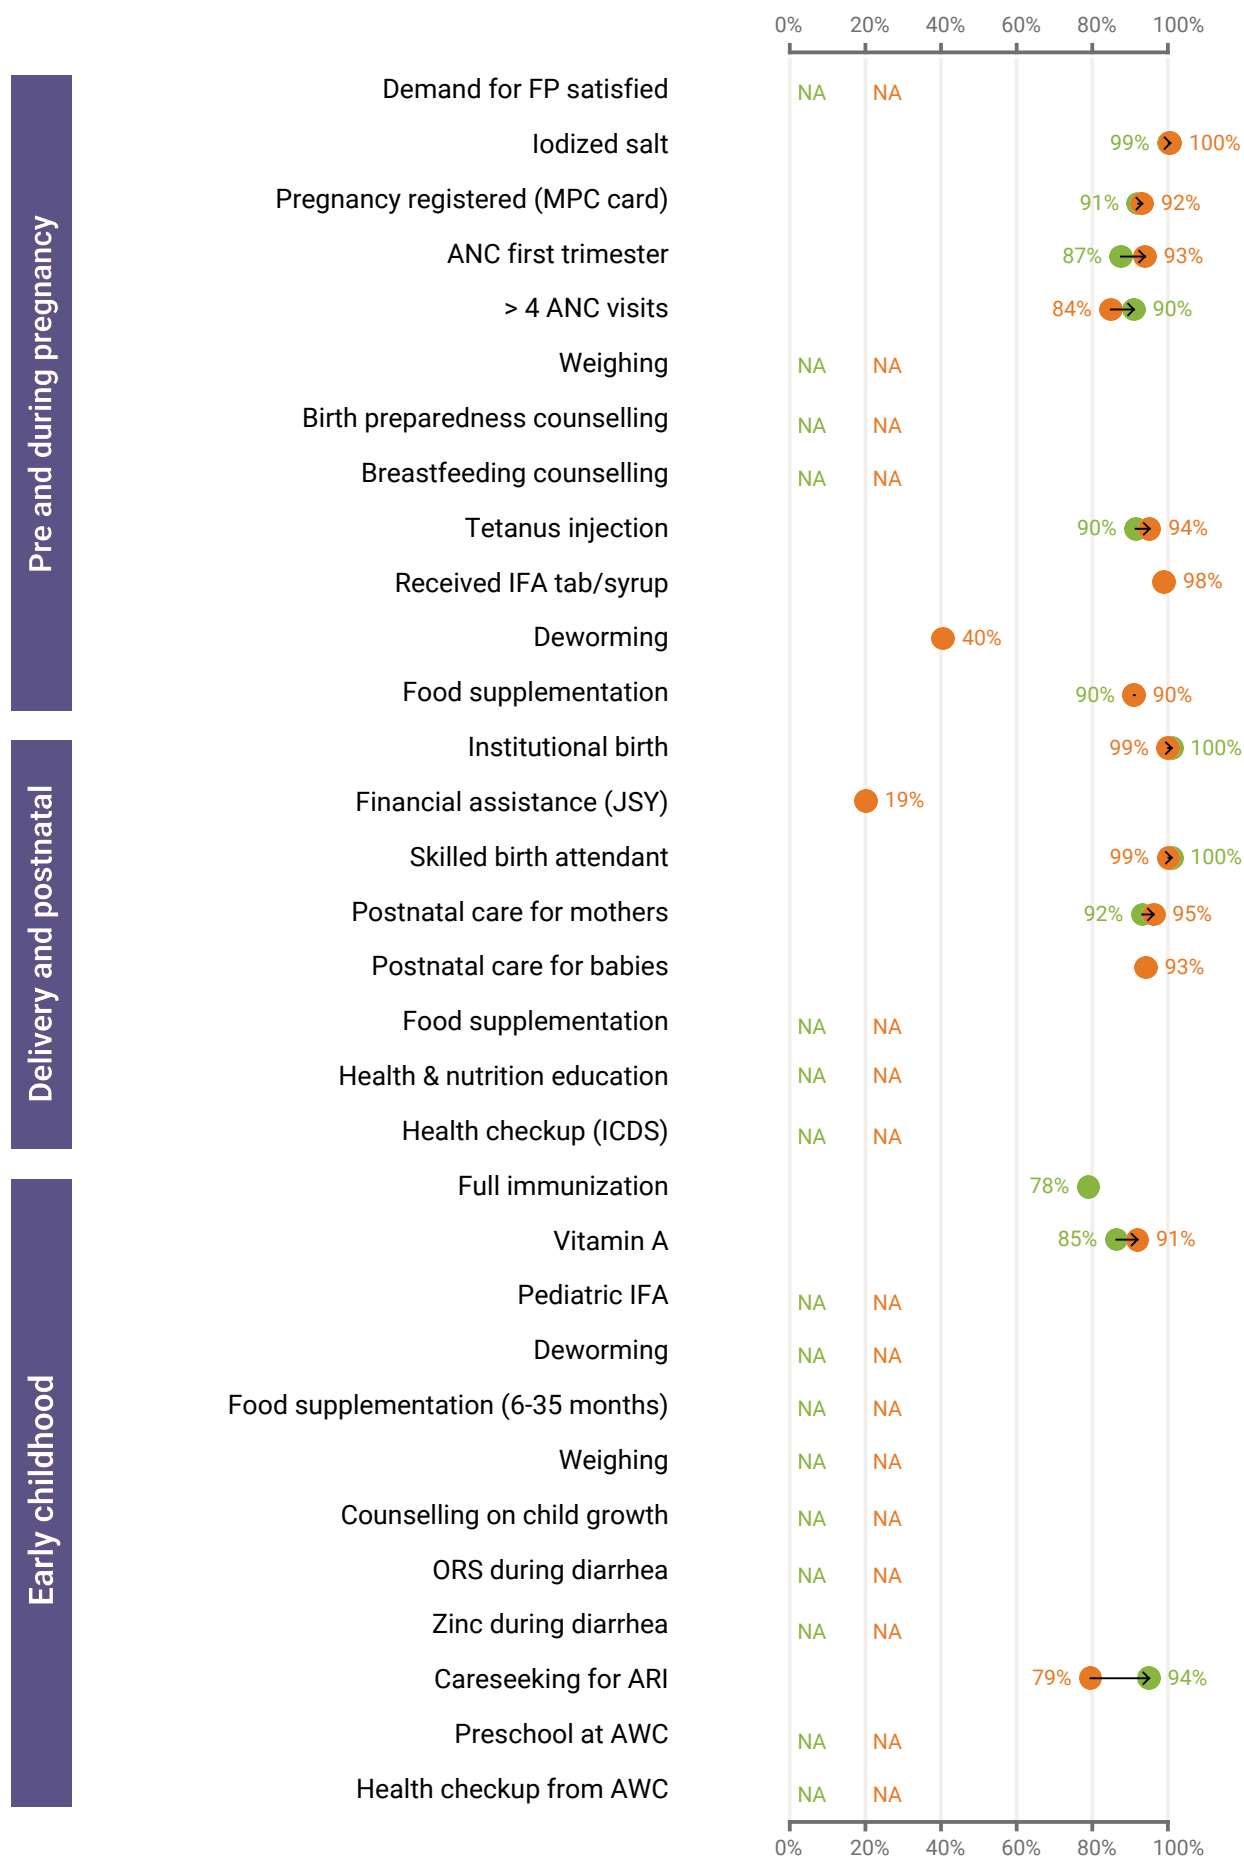 0% 20% 40% 60% 80% 100%
Pre and during pregnancy
Demand for FP satisfied NA NA
Iodized salt 99% 100%
Pregnancy registered (MPC card) 91% 92%
ANC first trimester 87% 93%
> 4 ANC visits 84% 90%
Weighing NA NA
Birth preparedness counselling NA NA
Breastfeeding counselling NA NA
Tetanus injection 90% 94%
Received IFA tab/syrup 98%
Deworming 40%
Food supplementation 90% 90%
Delivery and postnatal
Institutional birth 99% 100%
Financial assistance (JSY) 19%
Skilled birth attendant 99% 100%
Postnatal care for mothers 92% 95%
Postnatal care for babies 93%
Food supplementation NA NA
Health & nutrition education NA NA
Health checkup (ICDS) NA NA
Early childhood
Full immunization 78%
Vitamin A 85% 91%
Pediatric IFA NA NA
Deworming NA NA
Food supplementation (6-35 months) NA NA
Weighing NA NA
Counselling on child growth NA NA
ORS during diarrhea NA NA
Zinc during diarrhea NA NA
Careseeking for ARI 79% 94%
Preschool at AWC NA NA
Health checkup from AWC NA NA
0% 20% 40% 60% 80% 100%